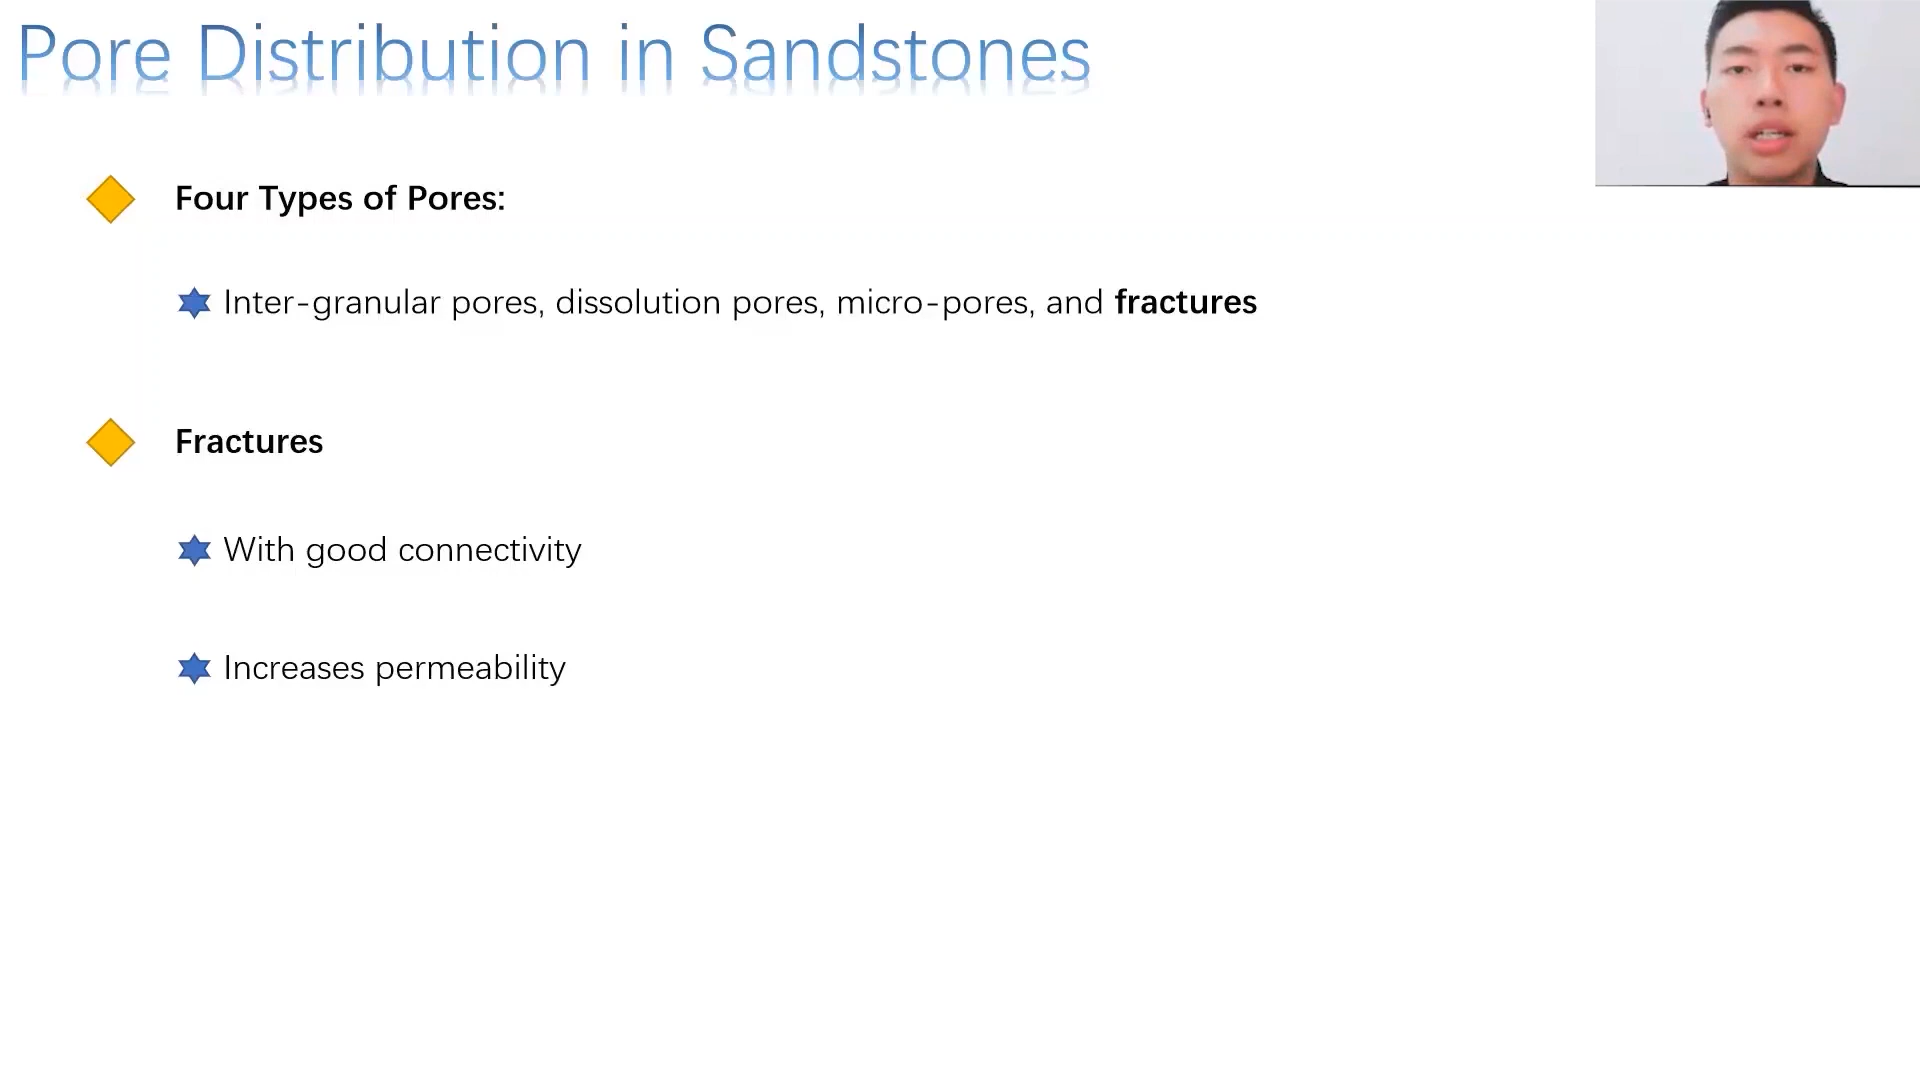 Pore Distribution in Sandstones
Four Types of Pores:
Inter-granular pores, dissolution pores, micro-pores, and fractures
Fractures
With good connectivity
Increases permeability